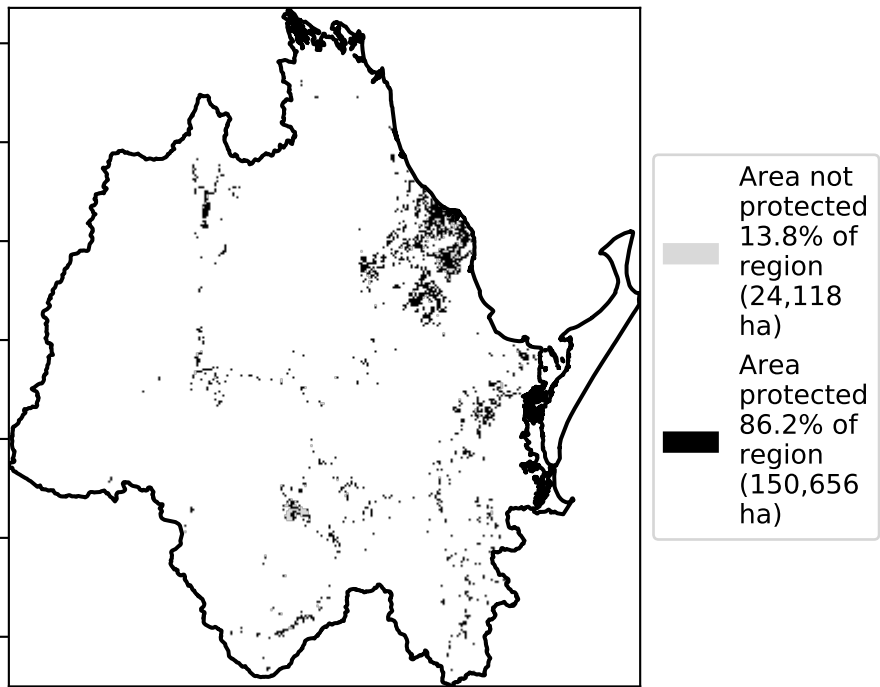 Area not
protected
13.8% of
region
(24,118
ha)
Area
protected
86.2% of
region
(150,656
ha)